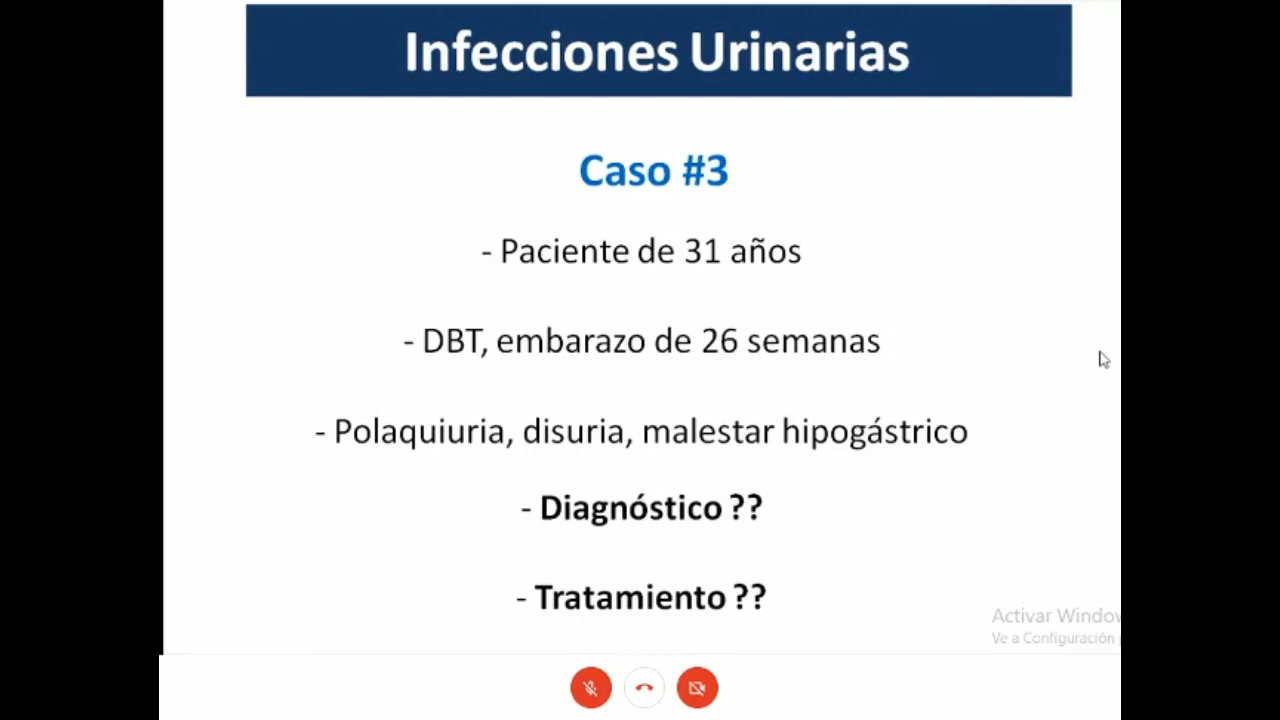 Infecciones Urinarias
Caso #3
- Paciente de 31 años
- DBT, embarazo de 26 semanas
- Polaquiuria, disuria, malestar hipogástrico
- Diagnóstico ??
- Tratamiento ??
Activar Window
Ve a Configuración